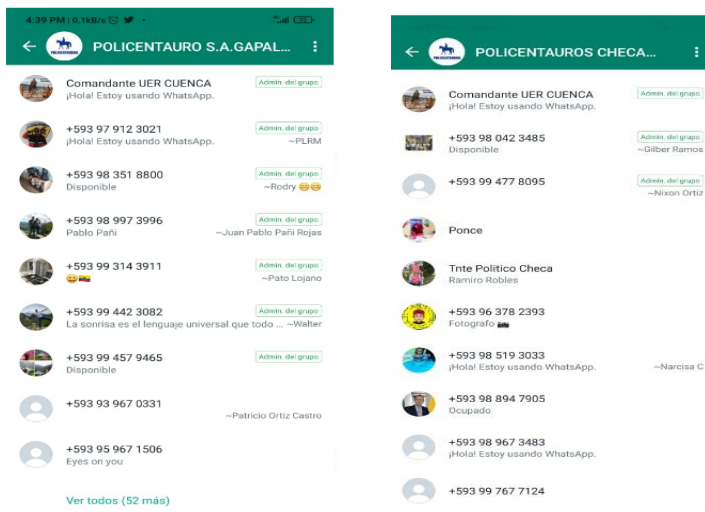 4:39 PM | 0.1kB/s
POLICENTAURO S.A.GAPAL...
Comandante UER CUENCA
Admin. del grupo
¡Hola! Estoy usando WhatsApp.
+593 97 912 3021
Admin. del grupo
¡Hola! Estoy usando WhatsApp.
~PLRM
+593 98 351 8800
Admin. del grupo
Disponible
~Rodry 😁😁
+593 98 997 3996
Admin. del grupo
Pablo Pañi
~Juan Pablo Pañi Rojas
+593 99 314 3911
Admin. del grupo
😀🇪🇨
~Pato Lojano
+593 99 442 3082
Admin. del grupo
La sonrisa es el lenguaje universal que todo ... ~Walter
+593 99 457 9465
Admin. del grupo
Disponible
+593 93 967 0331
~Patricio Ortiz Castro
+593 95 967 1506
Eyes on you
Ver todos (52 más)
POLICENTAUROS CHECA...
Comandante UER CUENCA
Admin. del grupo
¡Hola! Estoy usando WhatsApp.
+593 98 042 3485
Admin. del grupo
Disponible
~Gilber Ramos
+593 99 477 8095
Admin. del grupo
~Nixon Ortiz
Ponce
Tnte Politico Checa
Ramiro Robles
+593 96 378 2393
Fotografo 📷
+593 98 519 3033
¡Hola! Estoy usando WhatsApp.
~Narcisa C
+593 98 894 7905
Ocupado
+593 98 967 3483
¡Hola! Estoy usando WhatsApp.
+593 99 767 7124